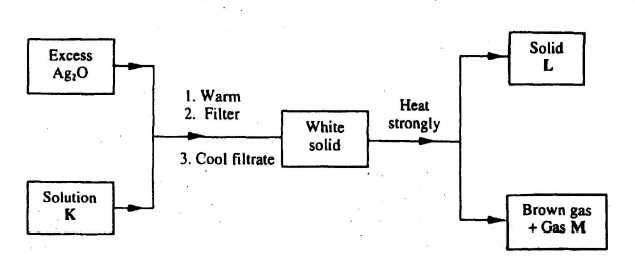 Excess
Ag₂O
Solution
K
1. Warm
2. Filter
3. Cool filtrate
White
solid
Heat
strongly
Solid
L
Brown gas
+ Gas M